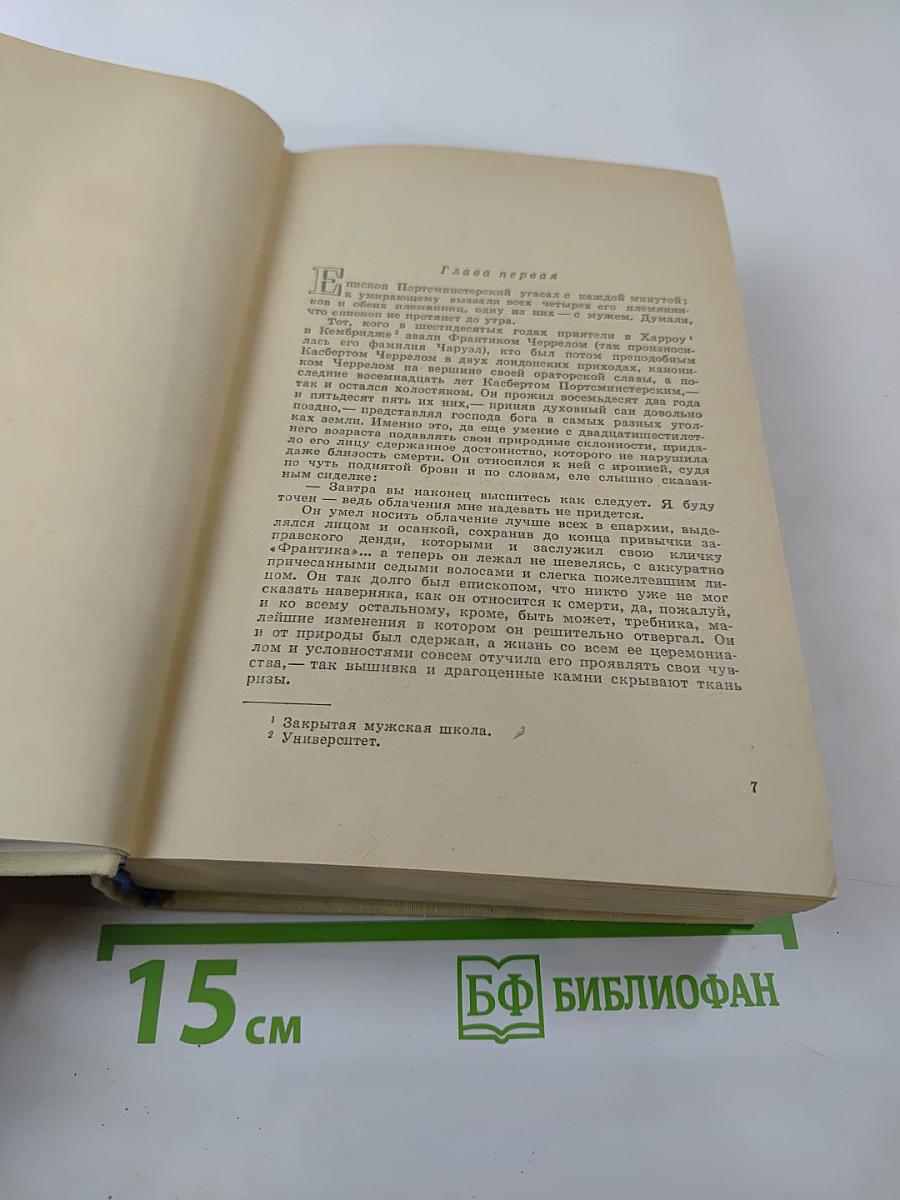 Глава первая
Епископ Портсминстерский угасал с каждой минутой;
к умирающему вызвали всех четырех его племянни-
ков и обеих племянниц, одну из них — с мужем. Думали,
что епископ не протянет до утра.
Тот, кого в шестидесятых годах приятели в Харроу ¹
и Кембридже ² звали Франтиком Черрелом (так произноси-
лась его фамилия Чаруэл), кто был потом преподобным
Касбертом Черрелом в двух лондонских приходах, канони-
ком Черрелом на вершине своей ораторской славы, а по-
следние восемнадцать лет Касбертом Портсминстерским,—
так и остался холостяком. Он прожил восемьдесят два года
и пятьдесят пять их них,— приняв духовный сан довольно
поздно,— представлял господа бога в самых разных угол-
ках земли. Именно это, да еще умение с двадцатишестилет-
него возраста подавлять свои природные склонности, прида-
ло его лицу сдержанное достоинство, которого не нарушила
даже близость смерти. Он относился к ней с иронией, судя
по чуть поднятой брови и по словам, еле слышно сказан-
ным сиделке:
— Завтра вы наконец выспитесь как следует. Я буду
точен — ведь облачения мне надевать не придется.
Он умел носить облачение лучше всех в епархии, выде-
лялся лицом и осанкой, сохранив до конца привычки за-
правского денди, которыми и заслужил свою кличку
«Франтика»... а теперь он лежал не шевелясь, с аккуратно
причесанными седыми волосами и слегка пожелтевшим ли-
цом. Он так долго был епископом, что никто уже не мог
сказать наверняка, как он относится к смерти, да, пожалуй,
и ко всему остальному, кроме, быть может, требника, ма-
лейшие изменения в котором он решительно отвергал. Он
и от природы был сдержан, а жизнь со всем ее церемониа-
лом и условностями совсем отучила его проявлять свои чув-
ства,— так вышивка и драгоценные камни скрывают ткань
ризы.
¹ Закрытая мужская школа.
² Университет.
7
15 см
БФ БИБЛИОФАН